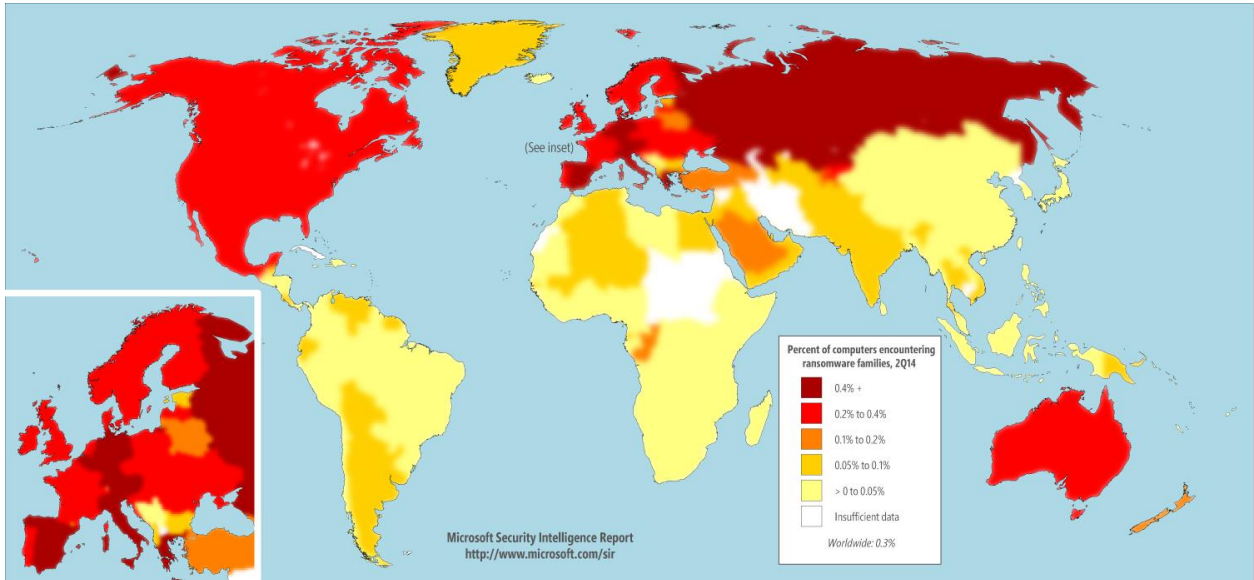 (See inset)
Percent of computers encountering
ransomware families, 2Q14
0.4% +
0.2% to 0.4%
0.1% to 0.2%
0.05% to 0.1%
> 0 to 0.05%
Insufficient data
Worldwide: 0.3%
Microsoft Security Intelligence Report
http://www.microsoft.com/sir